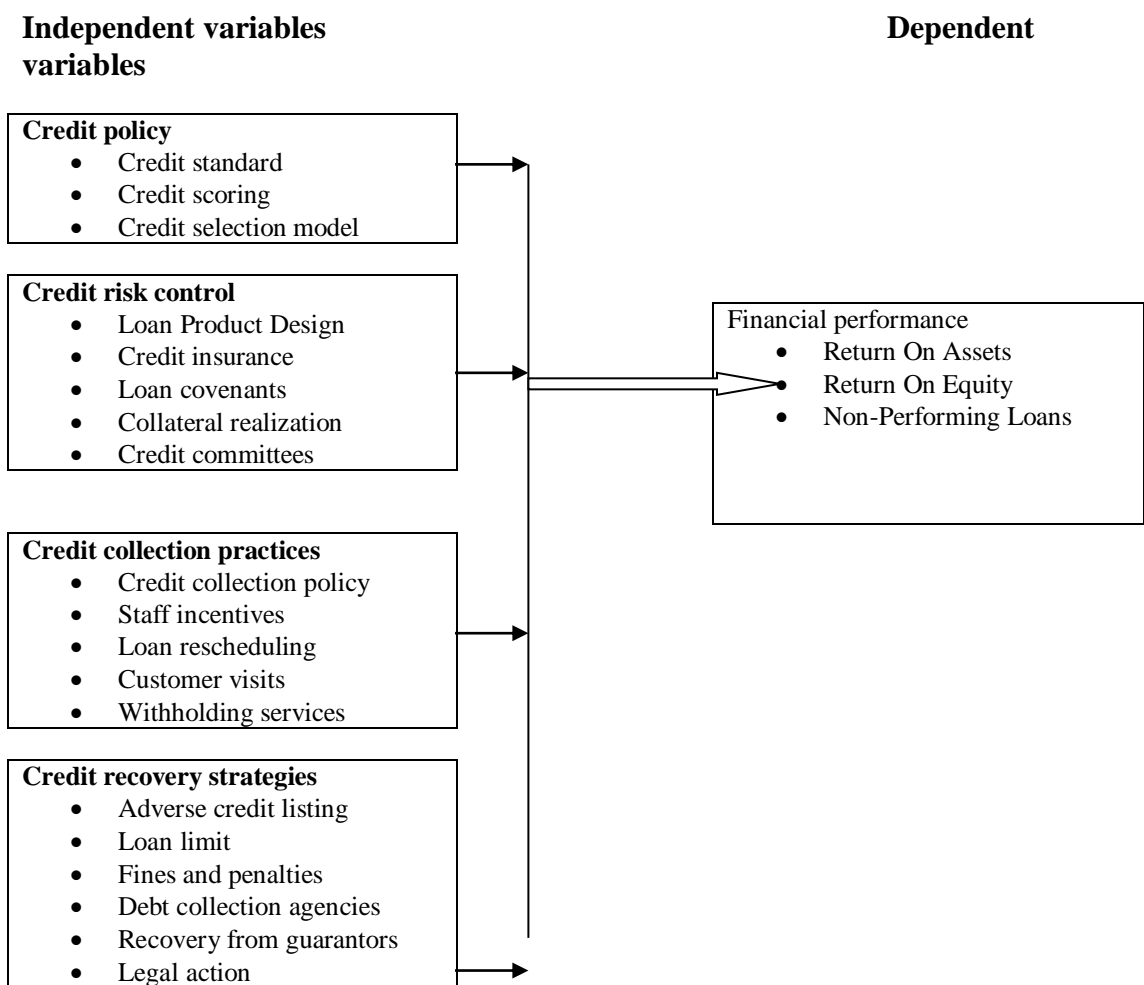 Independent variables Dependent
variables
Credit policy
• Credit standard
• Credit scoring
• Credit selection model
Credit risk control
• Loan Product Design
• Credit insurance
• Loan covenants
• Collateral realization
• Credit committees
Financial performance
• Return On Assets
• Return On Equity
• Non-Performing Loans
Credit collection practices
• Credit collection policy
• Staff incentives
• Loan rescheduling
• Customer visits
• Withholding services
Credit recovery strategies
• Adverse credit listing
• Loan limit
• Fines and penalties
• Debt collection agencies
• Recovery from guarantors
• Legal action